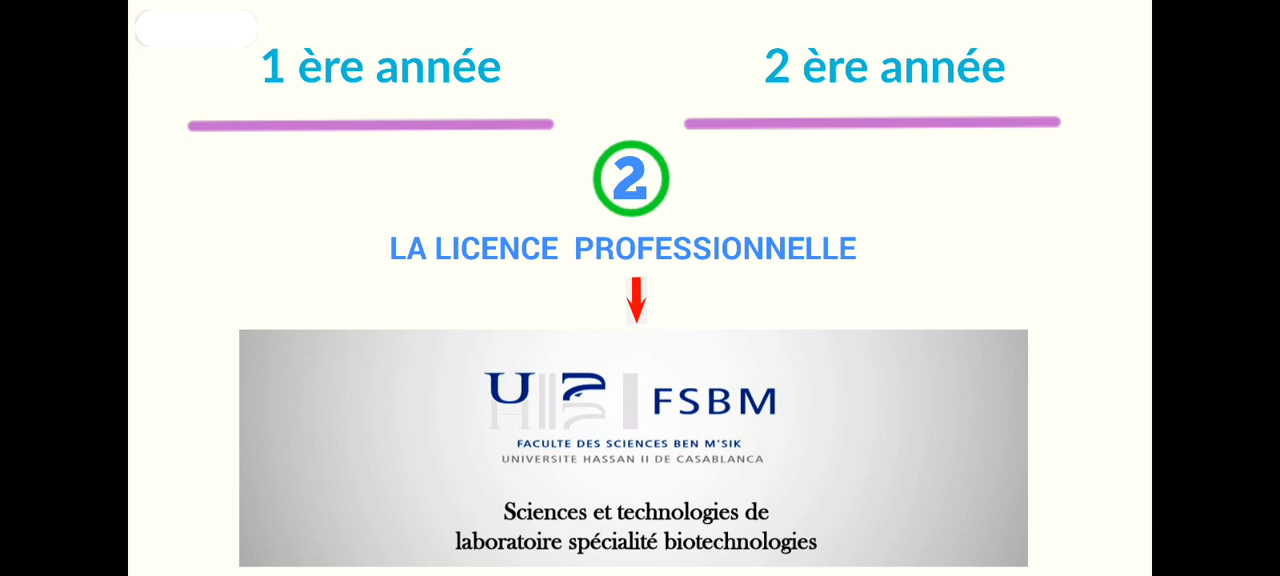 1 ère année
2 ère année
2
LA LICENCE PROFESSIONNELLE
FSBM
FACULTE DES SCIENCES BEN M'SIK
UNIVERSITE HASSAN II DE CASABLANCA
Sciences et technologies de
laboratoire spécialité biotechnologies